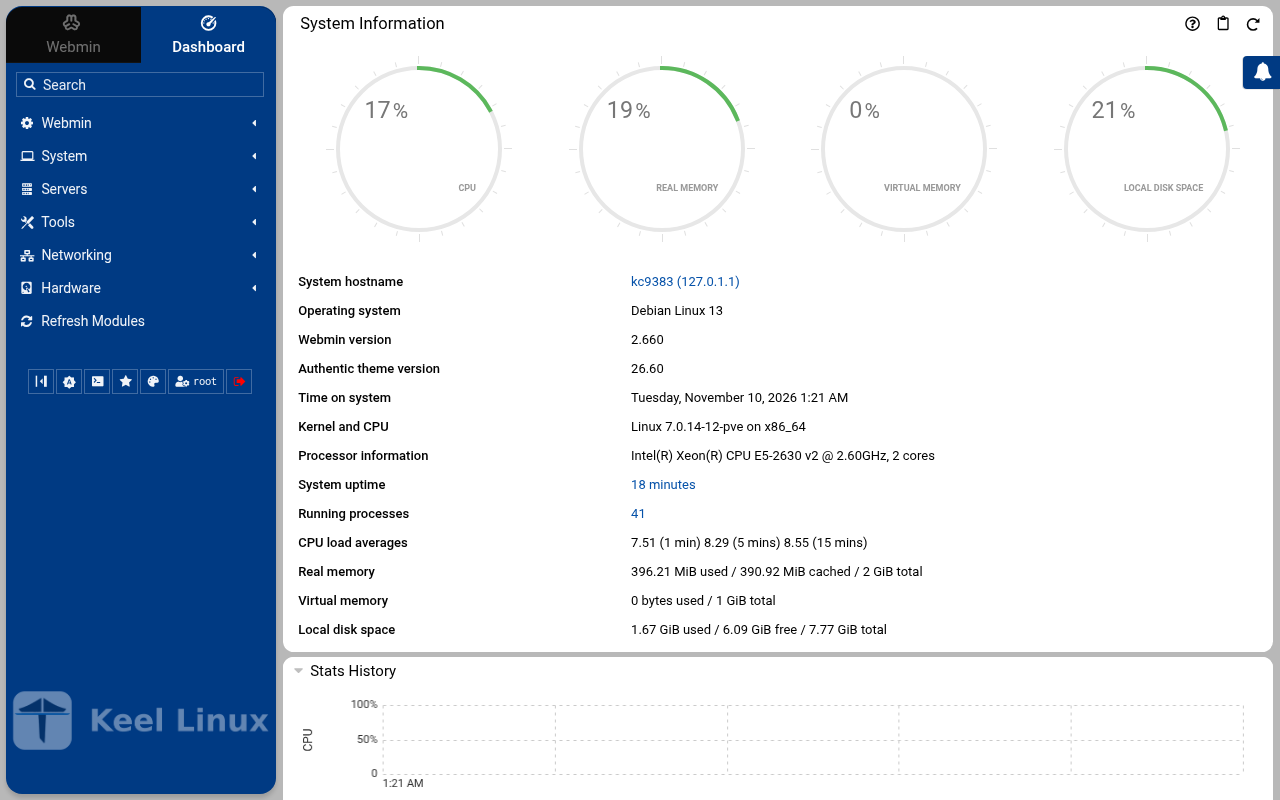 Webmin
Dashboard
Search
Webmin
System
Servers
Tools
Networking
Hardware
Refresh Modules
root
Keel Linux
System Information
17%
CPU
19%
REAL MEMORY
0%
VIRTUAL MEMORY
21%
LOCAL DISK SPACE
System hostname kc9383 (127.0.1.1)
Operating system Debian Linux 13
Webmin version 2.660
Authentic theme version 26.60
Time on system Tuesday, November 10, 2026 1:21 AM
Kernel and CPU Linux 7.0.14-12-pve on x86_64
Processor information Intel(R) Xeon(R) CPU E5-2630 v2 @ 2.60GHz, 2 cores
System uptime 18 minutes
Running processes 41
CPU load averages 7.51 (1 min) 8.29 (5 mins) 8.55 (15 mins)
Real memory 396.21 MiB used / 390.92 MiB cached / 2 GiB total
Virtual memory 0 bytes used / 1 GiB total
Local disk space 1.67 GiB used / 6.09 GiB free / 7.77 GiB total
Stats History
CPU
100%
50%
0
1:21 AM